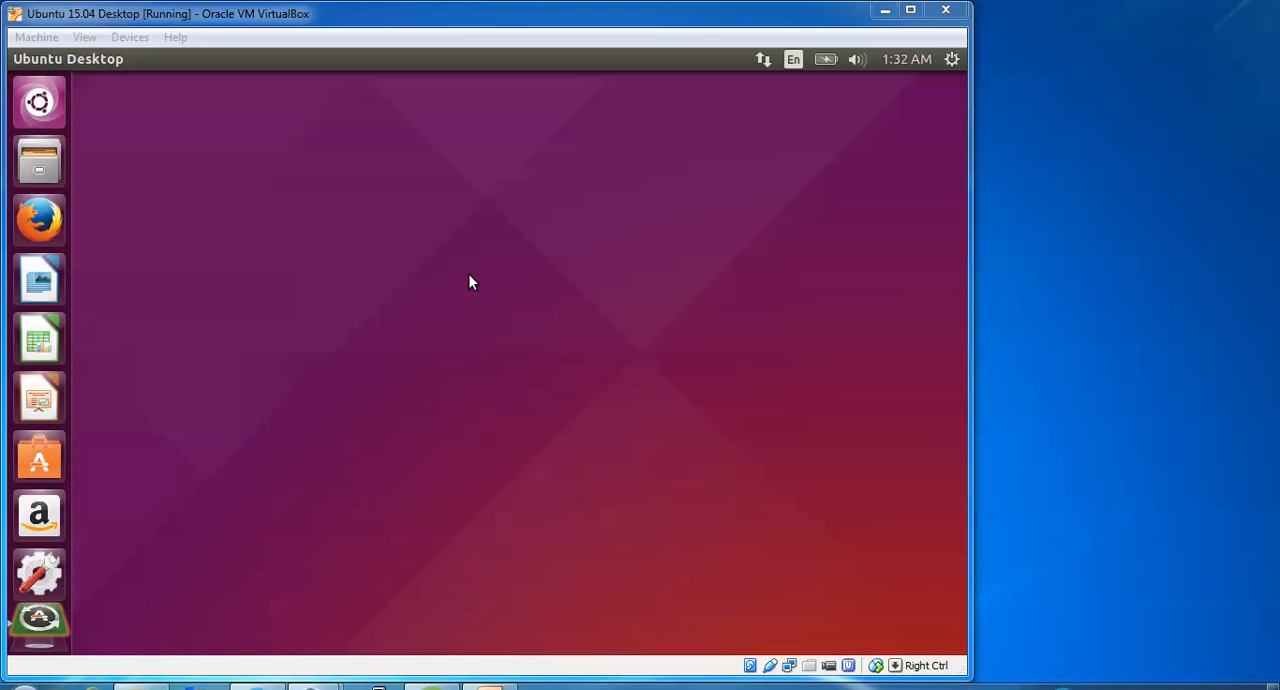 Ubuntu 15.04 Desktop [Running] - Oracle VM VirtualBox
Machine View Devices Help
Ubuntu Desktop En 1:32 AM
a
Right Ctrl